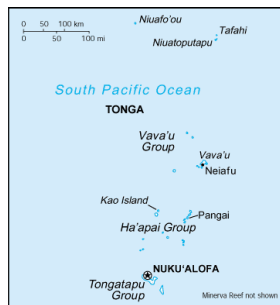 0 50 100 km
0 50 100 mi
Niuafo'ou
Tafahi
Niuatoputapu
South Pacific Ocean
TONGA
Vava'u
Group
Vava'u
Neiafu
Kao Island
Pangai
Ha'apai Group
NUKU'ALOFA
Tongatapu
Group
Minerva Reef not shown